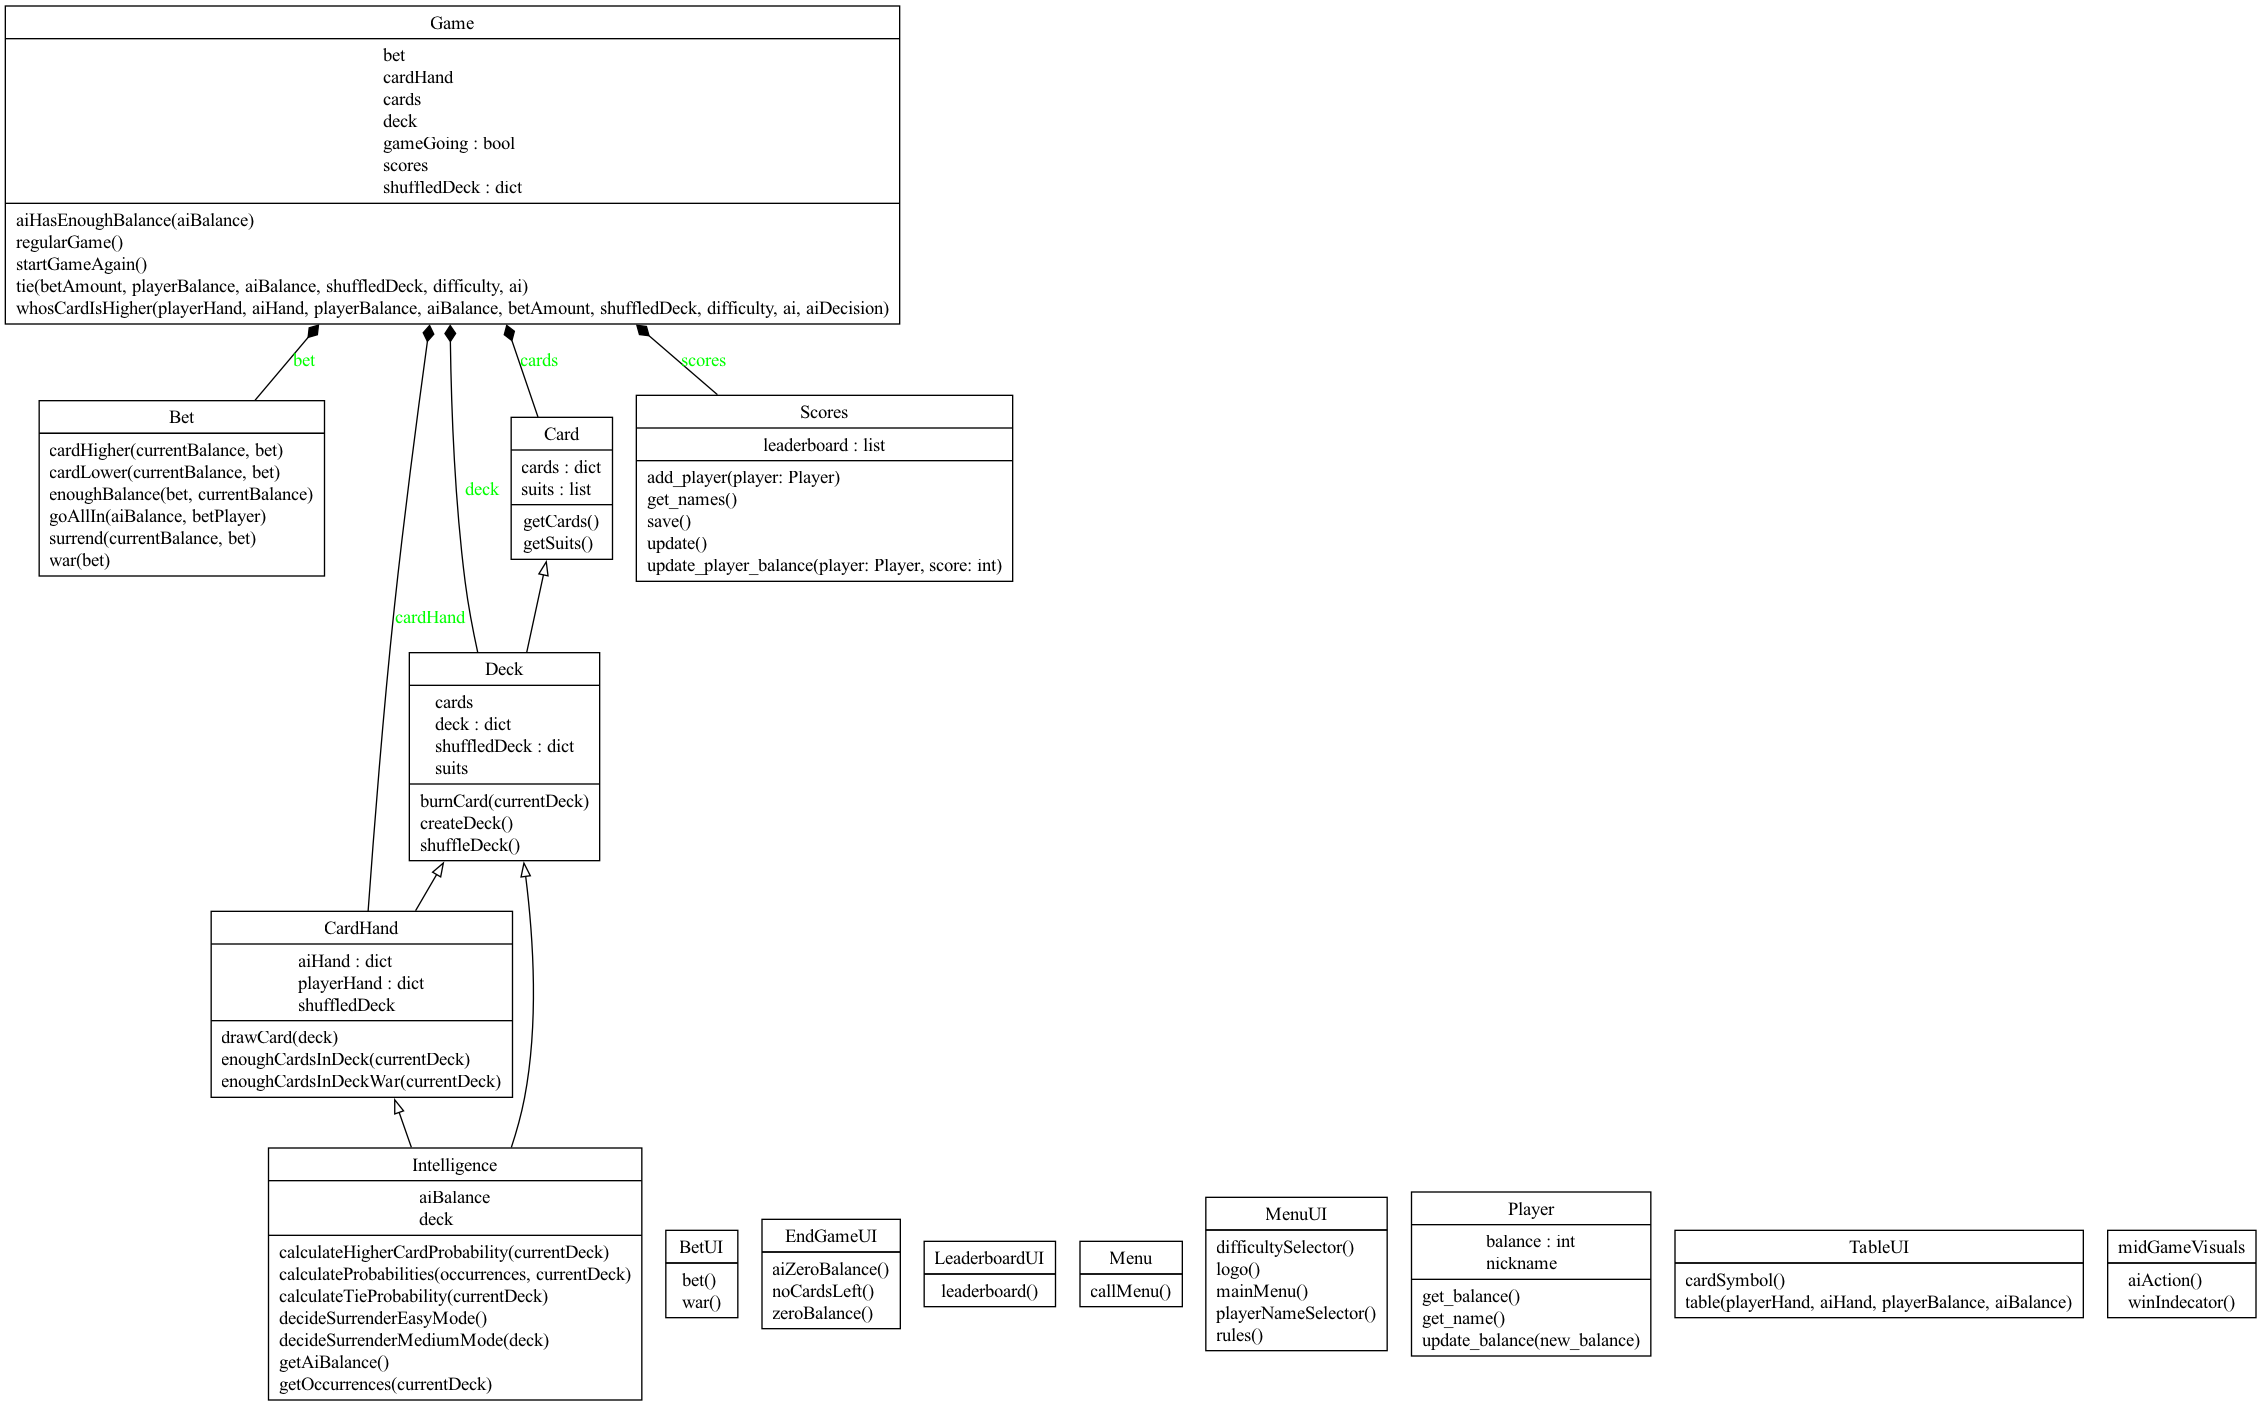 Game
bet
cardHand
cards
deck
gameGoing : bool
scores
shuffledDeck : dict
aiHasEnoughBalance(aiBalance)
regularGame()
startGameAgain()
tie(betAmount, playerBalance, aiBalance, shuffledDeck, difficulty, ai)
whosCardIsHigher(playerHand, aiHand, playerBalance, aiBalance, betAmount, shuffledDeck, difficulty, ai, aiDecision)
bet
cards
scores
deck
cardHand
Bet
cardHigher(currentBalance, bet)
cardLower(currentBalance, bet)
enoughBalance(bet, currentBalance)
goAllIn(aiBalance, betPlayer)
surrend(currentBalance, bet)
war(bet)
Card
cards : dict
suits : list
getCards()
getSuits()
Scores
leaderboard : list
add_player(player: Player)
get_names()
save()
update()
update_player_balance(player: Player, score: int)
Deck
cards
deck : dict
shuffledDeck : dict
suits
burnCard(currentDeck)
createDeck()
shuffleDeck()
CardHand
aiHand : dict
playerHand : dict
shuffledDeck
drawCard(deck)
enoughCardsInDeck(currentDeck)
enoughCardsInDeckWar(currentDeck)
Intelligence
aiBalance
deck
calculateHigherCardProbability(currentDeck)
calculateProbabilities(occurrences, currentDeck)
calculateTieProbability(currentDeck)
decideSurrenderEasyMode()
decideSurrenderMediumMode(deck)
getAiBalance()
getOccurrences(currentDeck)
BetUI
bet()
war()
EndGameUI
aiZeroBalance()
noCardsLeft()
zeroBalance()
LeaderboardUI
leaderboard()
Menu
callMenu()
MenuUI
difficultySelector()
logo()
mainMenu()
playerNameSelector()
rules()
Player
balance : int
nickname
get_balance()
get_name()
update_balance(new_balance)
TableUI
cardSymbol()
table(playerHand, aiHand, playerBalance, aiBalance)
midGameVisuals
aiAction()
winIndecator()